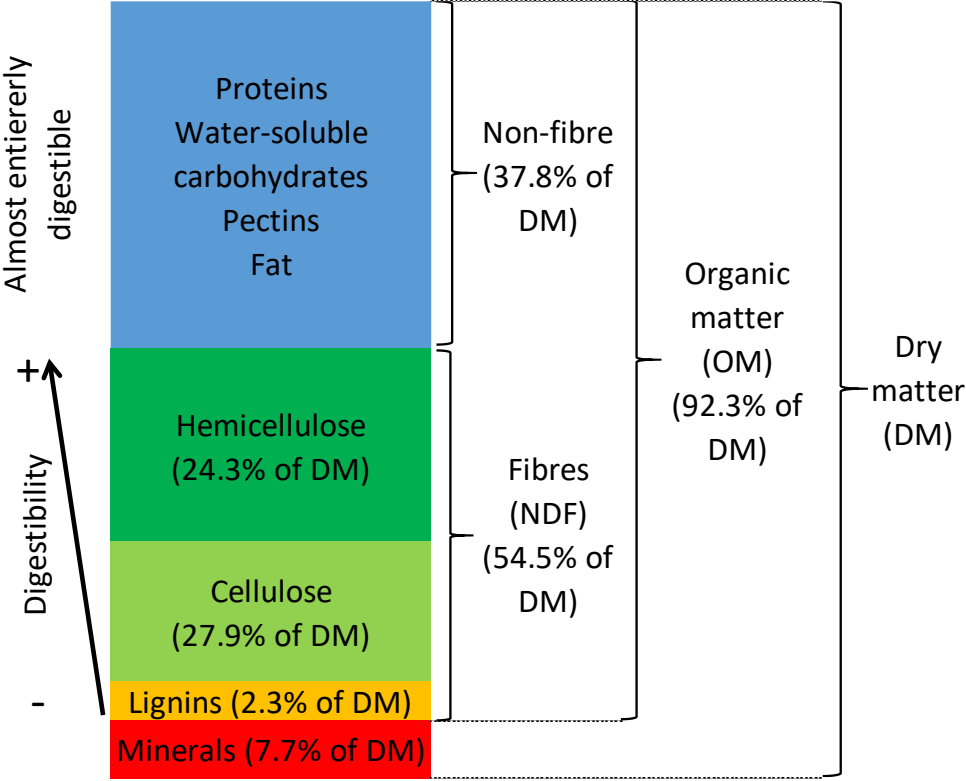 Almost entiererly
digestible
Proteins
Water-soluble
carbohydrates
Pectins
Fat
Non-fibre
(37.8% of
DM)
Organic
matter
(OM)
(92.3% of
DM)
Dry
matter
(DM)
+
Digestibility
-
Hemicellulose
(24.3% of DM)
Fibres
(NDF)
(54.5% of
DM)
Cellulose
(27.9% of DM)
Lignins (2.3% of DM)
Minerals (7.7% of DM)